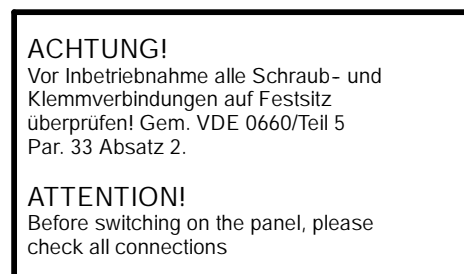 ACHTUNG!
Vor Inbetriebnahme alle Schraub- und
Klemmverbindungen auf Festsitz
überprüfen! Gem. VDE 0660/Teil 5
Par. 33 Absatz 2.
ATTENTION!
Before switching on the panel, please
check all connections